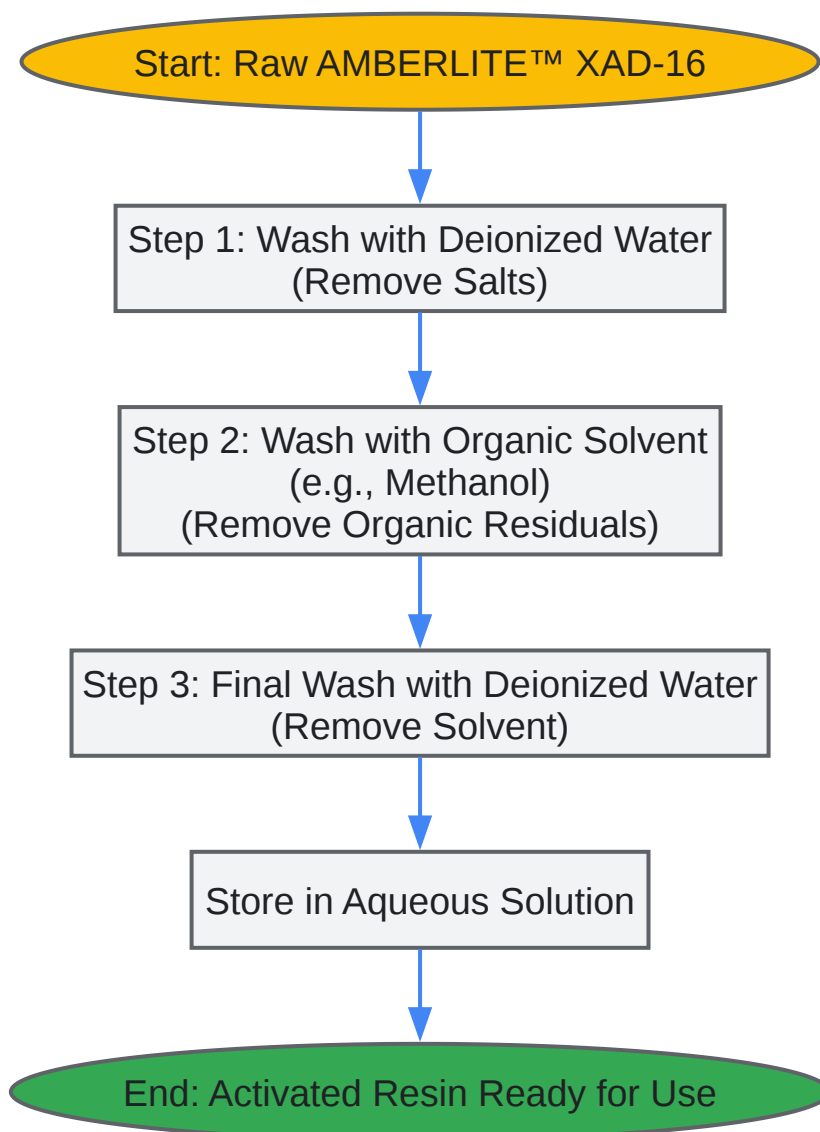 Start: Raw AMBERLITE™ XAD-16
Step 1: Wash with Deionized Water
(Remove Salts)
Step 2: Wash with Organic Solvent
(e.g., Methanol)
(Remove Organic Residuals)
Step 3: Final Wash with Deionized Water
(Remove Solvent)
Store in Aqueous Solution
End: Activated Resin Ready for Use